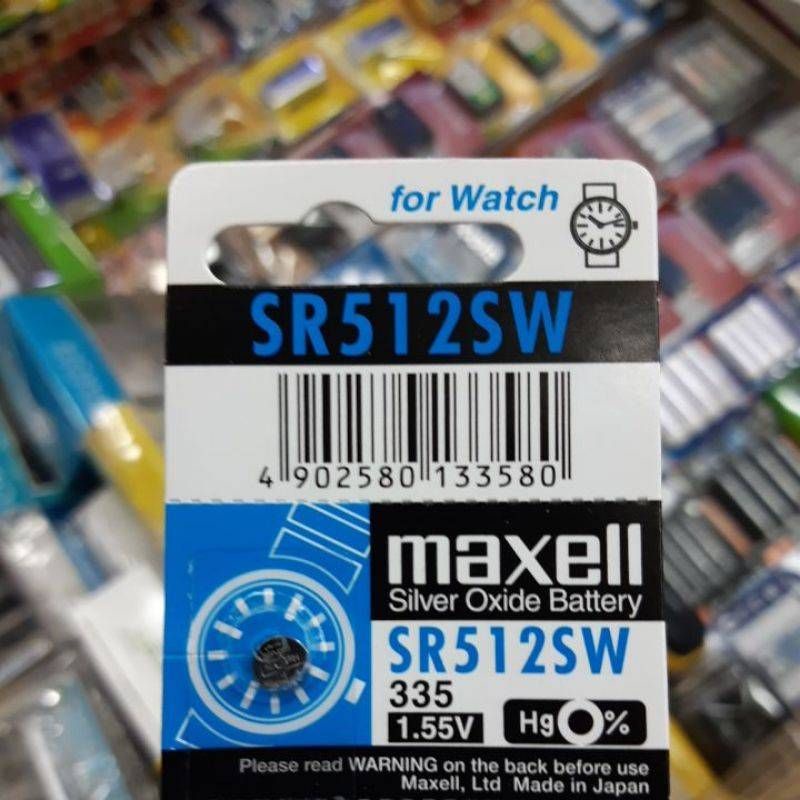 for Watch
SR512SW
4 902580 133580
maxell
Silver Oxide Battery
SR512SW
335
1.55V
Hg0%
Please read WARNING on the back before use
Maxell, Ltd Made in Japan